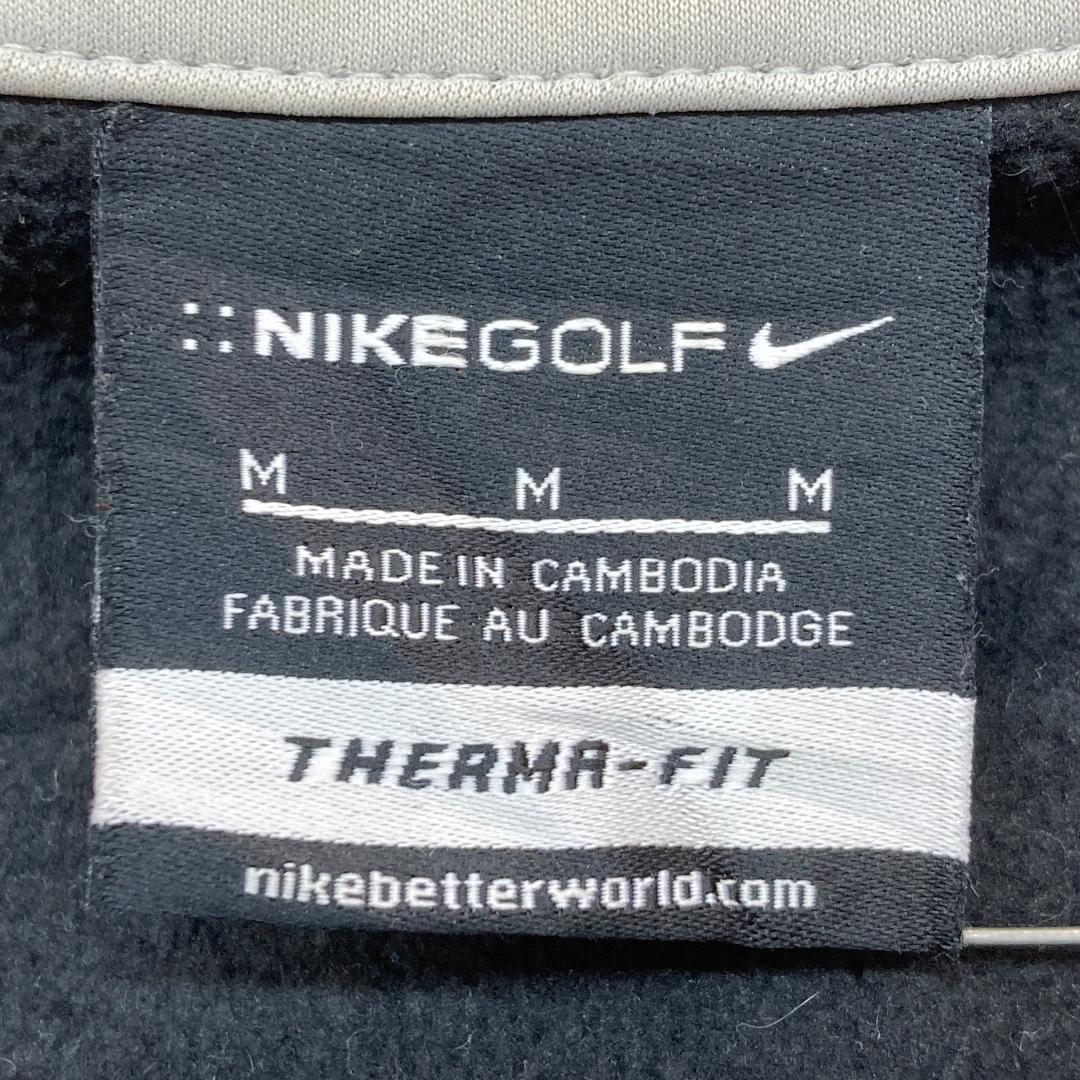 NIKEGOLF
M M M
MADE IN CAMBODIA
FABRIQUE AU CAMBODGE
THERMA-FIT
nikebetterworld.com